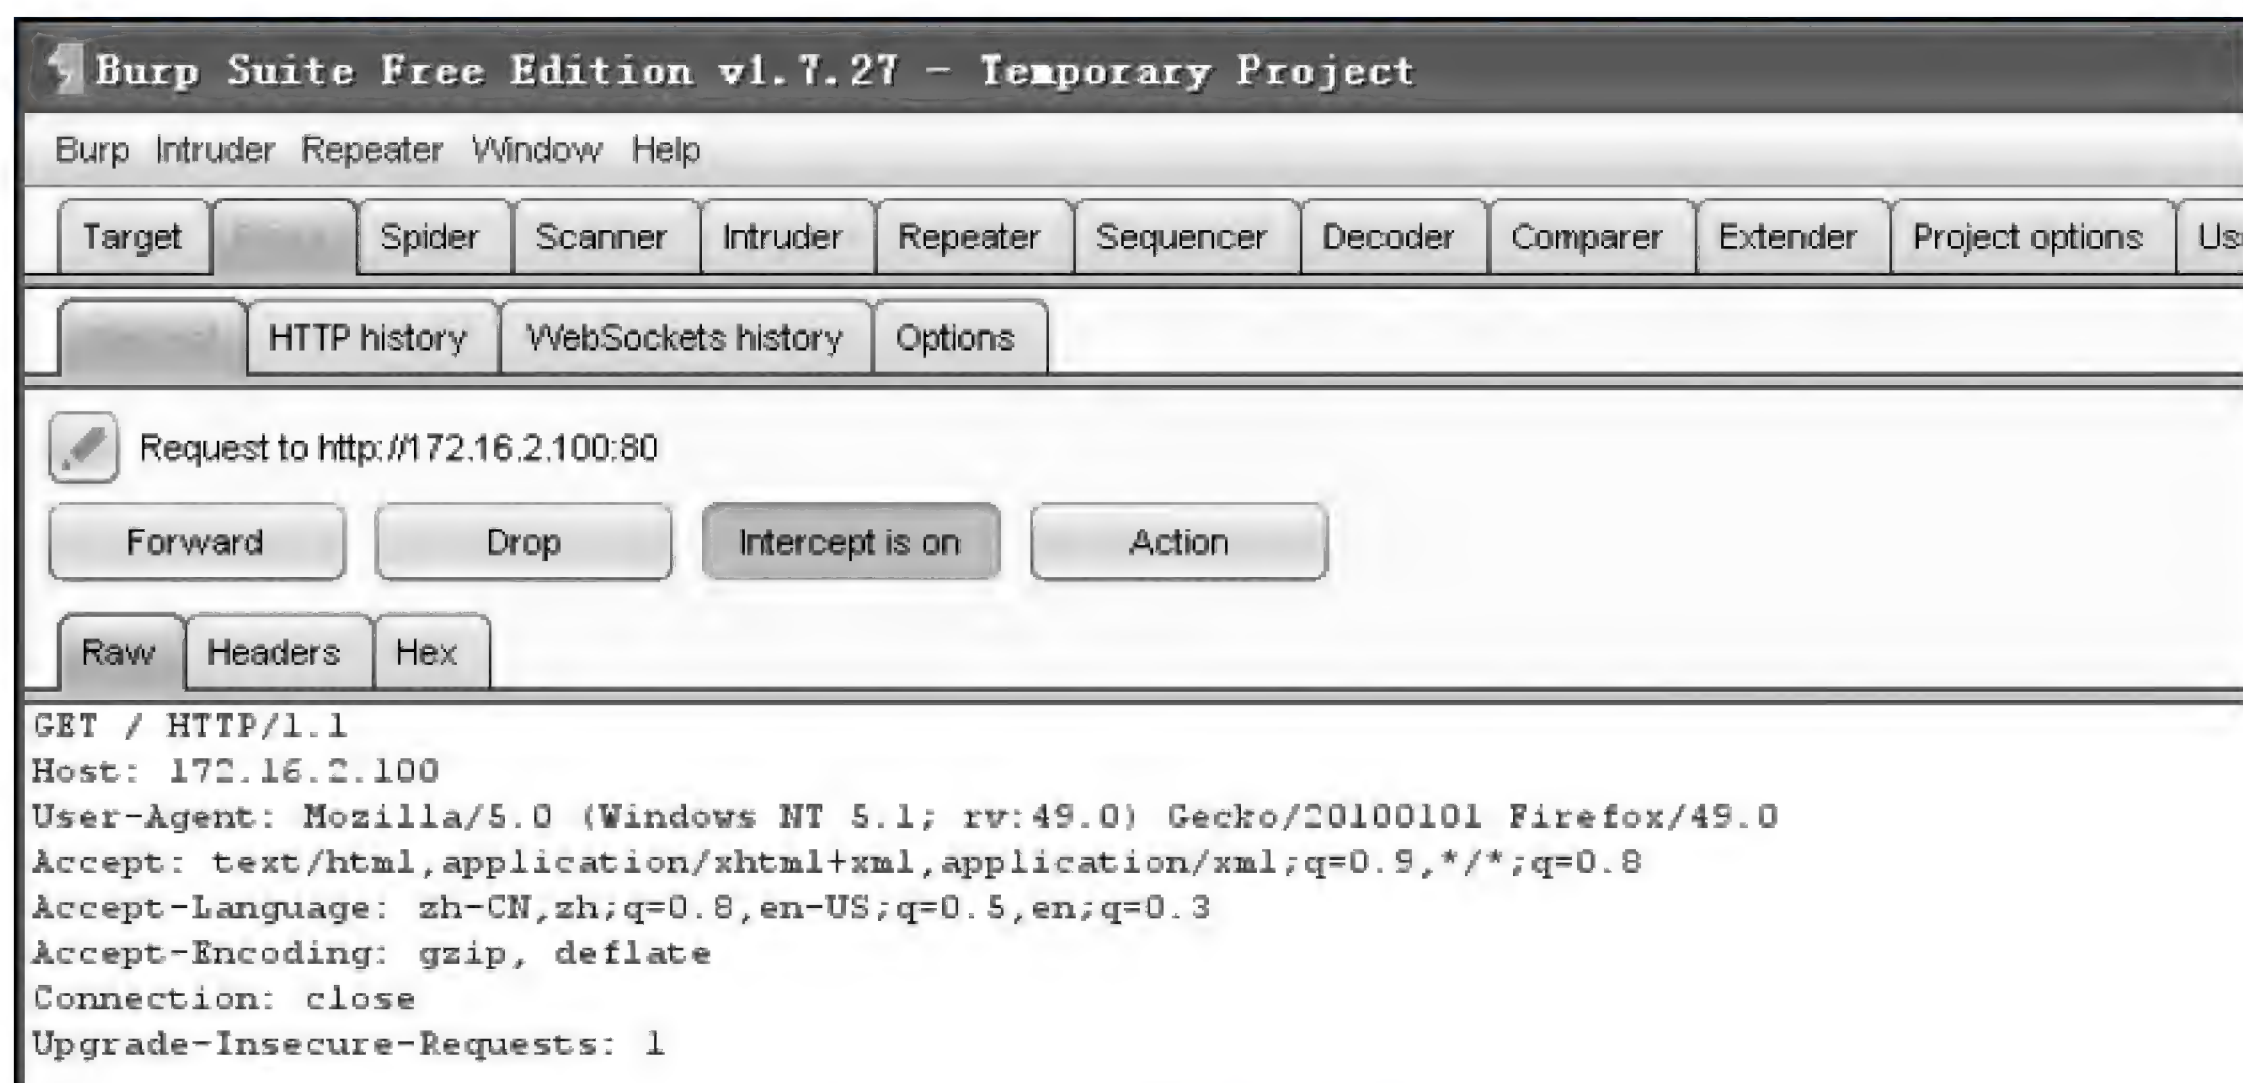 Burp Suite Free Edition v1.7.27 - Temporary Project
Burp Intruder Repeater Window Help
Target Spider Scanner Intruder Repeater Sequencer Decoder Comparer Extender Project options
HTTP history WebSockets history Options
Request to http://172.16.2.100:80
Forward Drop Intercept is on Action
Raw Headers Hex
GET / HTTP/1.1
Host: 172.16.2.100
User-Agent: Mozilla/5.0 (Windows NT 5.1; rv:49.0) Gecko/20100101 Firefox/49.0
Accept: text/html,application/xhtml+xml,application/xml;q=0.9,*/*;q=0.8
Accept-Language: zh-CN,zh;q=0.8,en-US;q=0.5,en;q=0.3
Accept-Encoding: gzip, deflate
Connection: close
Upgrade-Insecure-Requests: 1